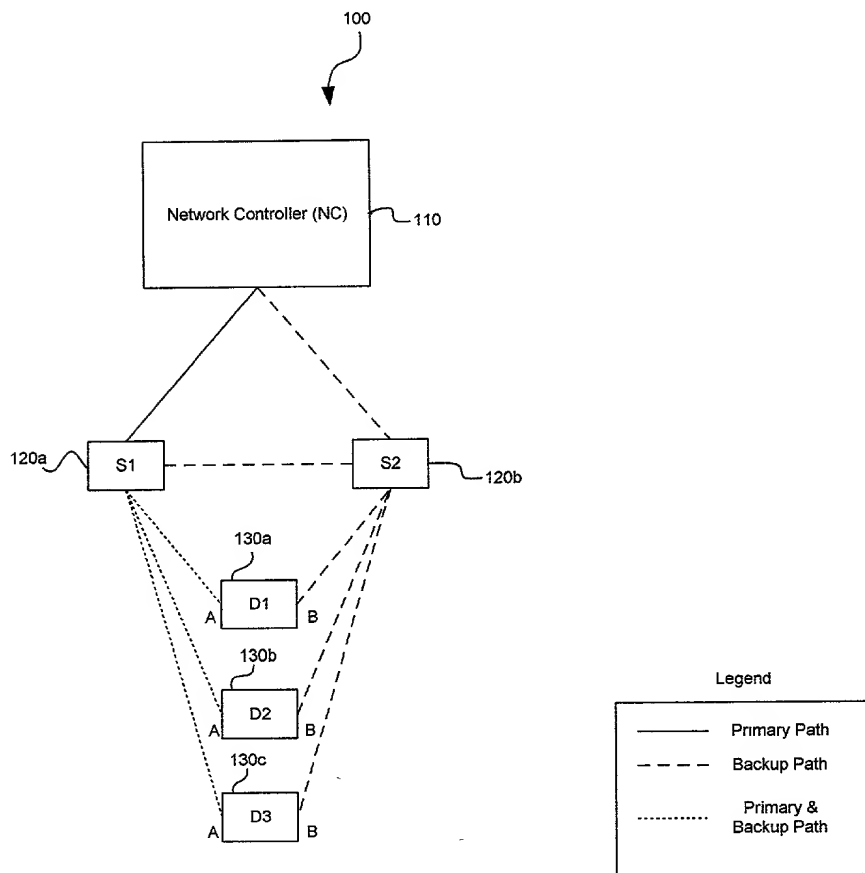 100
Network Controller (NC)
110
120a
S1
S2
120b
130a
A
D1
B
130b
A
D2
B
130c
A
D3
B
Legend
Primary Path
Backup Path
Primary &
Backup Path